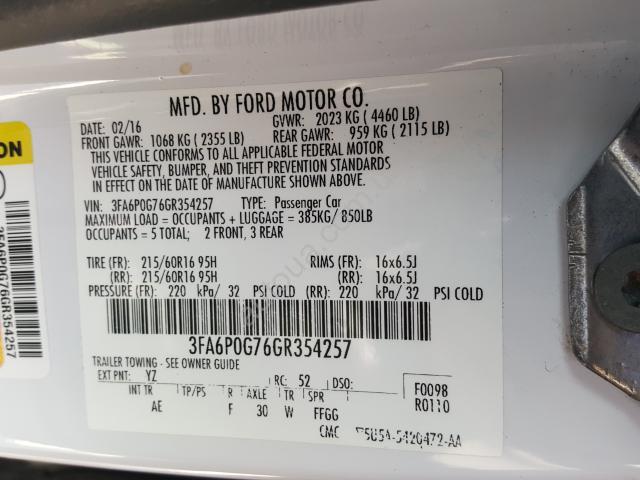 MFD. BY FORD MOTOR CO.
DATE: 02/16 GVWR: 2023 KG ( 4460 LB)
FRONT GAWR: 1068 KG ( 2355 LB) REAR GAWR: 959 KG ( 2115 LB)
THIS VEHICLE CONFORMS TO ALL APPLICABLE FEDERAL MOTOR
VEHICLE SAFETY, BUMPER, AND THEFT PREVENTION STANDARDS
IN EFFECT ON THE DATE OF MANUFACTURE SHOWN ABOVE.
VIN: 3FA6P0G76GR354257 TYPE: Passenger Car
MAXIMUM LOAD = OCCUPANTS + LUGGAGE = 385KG/ 850LB
OCCUPANTS = 5 TOTAL; 2 FRONT, 3 REAR
TIRE (FR): 215/60R16 95H RIMS (FR): 16x6.5J
(RR): 215/60R16 95H (RR): 16x6.5J
PRESSURE (FR): 220 kPa/ 32 PSI COLD (RR) 220 kPa/ 32 PSI COLD
3FA6P0G76GR354257
TRAILER TOWING - SEE OWNER GUIDE
EXT PNT: YZ RC: 52 DSO: F0098
INT TR TP/PS R AXLE TR SPR R0110
AE F 30 W FFGG
CMC 5U5A-5420472-AA
ON
3FA6P0G76GR354257